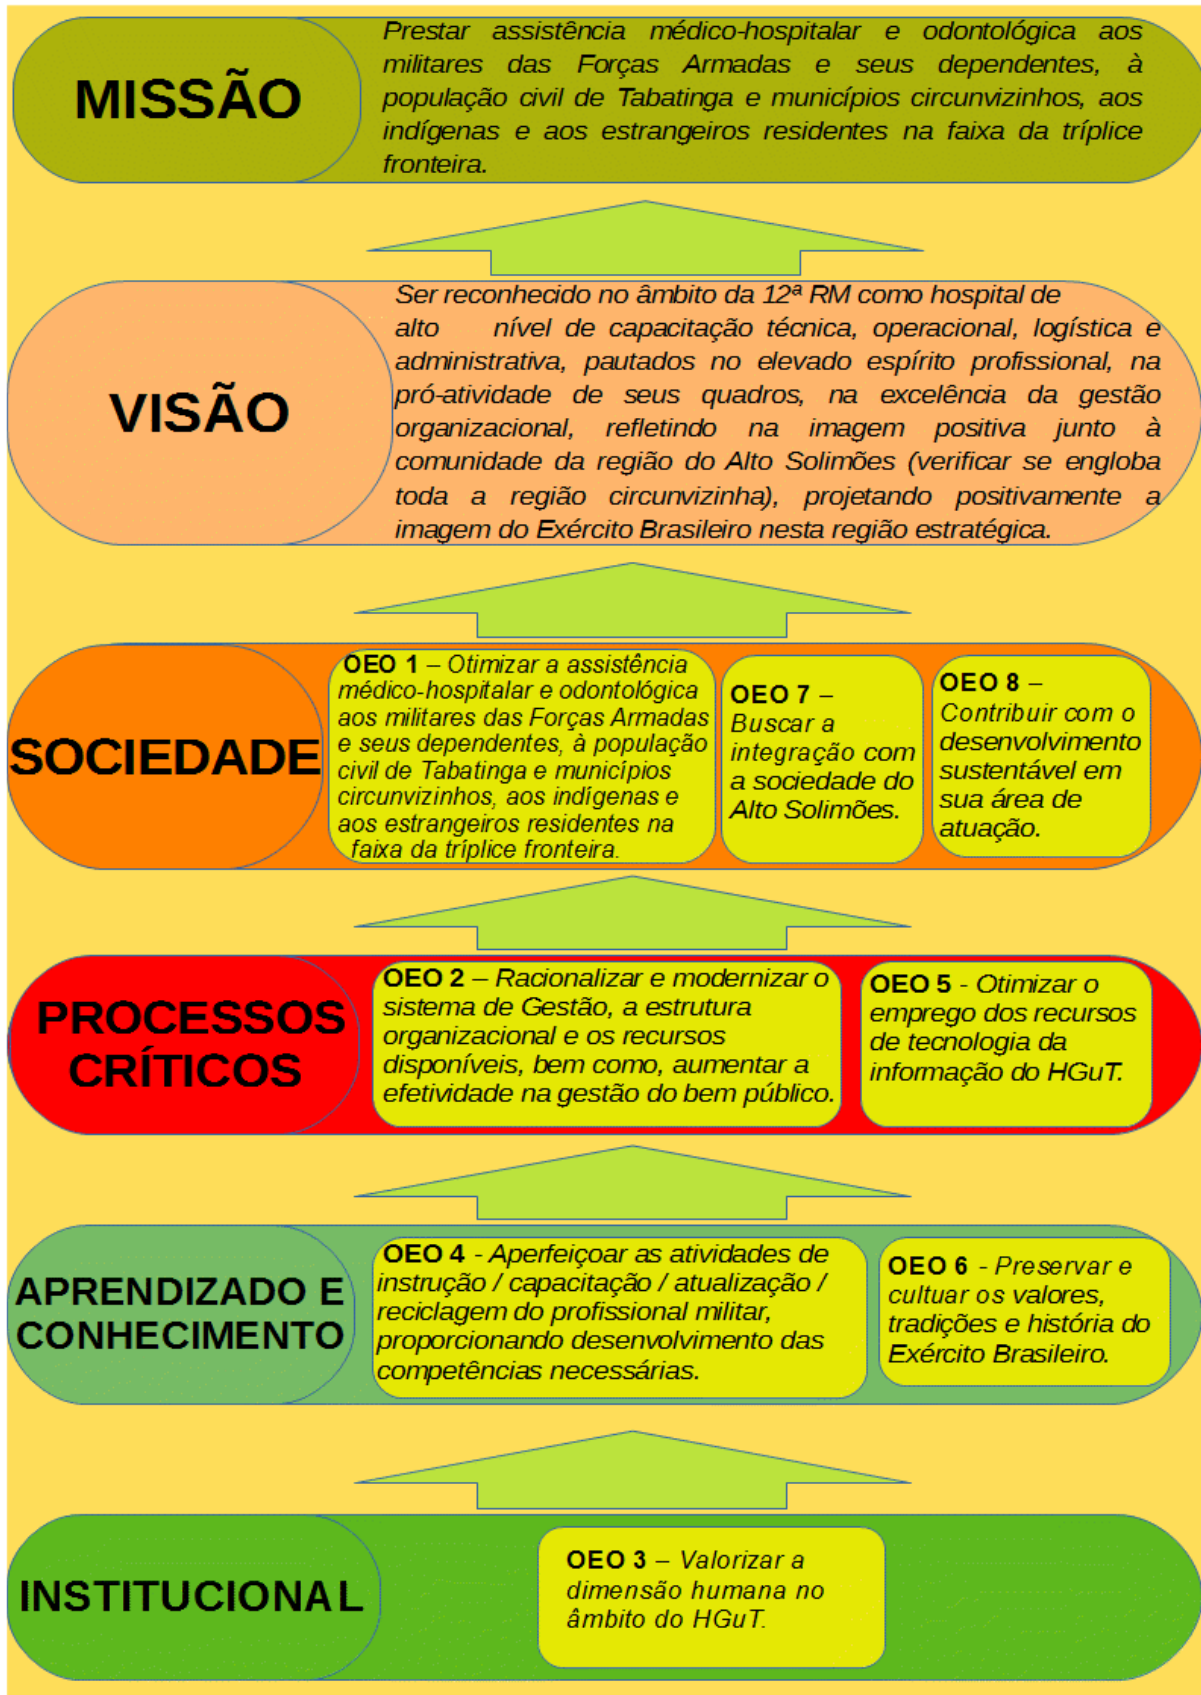 MISSÃO
Prestar assistência médico-hospitalar e odontológica aos
militares das Forças Armadas e seus dependentes, à
população civil de Tabatinga e municípios circunvizinhos, aos
indígenas e aos estrangeiros residentes na faixa da tríplice
fronteira.
VISÃO
Ser reconhecido no âmbito da 12ª RM como hospital de
alto nível de capacitação técnica, operacional, logística e
administrativa, pautados no elevado espírito profissional, na
pró-atividade de seus quadros, na excelência da gestão
organizacional, refletindo na imagem positiva junto à
comunidade da região do Alto Solimões (verificar se engloba
toda a região circunvizinha), projetando positivamente a
imagem do Exército Brasileiro nesta região estratégica.
SOCIEDADE
OEO 1 – Otimizar a assistência
médico-hospitalar e odontológica
aos militares das Forças Armadas
e seus dependentes, à população
civil de Tabatinga e municípios
circunvizinhos, aos indígenas e
aos estrangeiros residentes na
faixa da tríplice fronteira.
OEO 7 –
Buscar a
integração com
a sociedade do
Alto Solimões.
OEO 8 –
Contribuir com o
desenvolvimento
sustentável em
sua área de
atuação.
PROCESSOS
CRÍTICOS
OEO 2 – Racionalizar e modernizar o
sistema de Gestão, a estrutura
organizacional e os recursos
disponíveis, bem como, aumentar a
efetividade na gestão do bem público.
OEO 5 - Otimizar o
emprego dos recursos
de tecnologia da
informação do HGuT.
APRENDIZADO E
CONHECIMENTO
OEO 4 - Aperfeiçoar as atividades de
instrução / capacitação / atualização /
reciclagem do profissional militar,
proporcionando desenvolvimento das
competências necessárias.
OEO 6 - Preservar e
cultuar os valores,
tradições e história do
Exército Brasileiro.
INSTITUCIONAL
OEO 3 – Valorizar a
dimensão humana no
âmbito do HGuT.